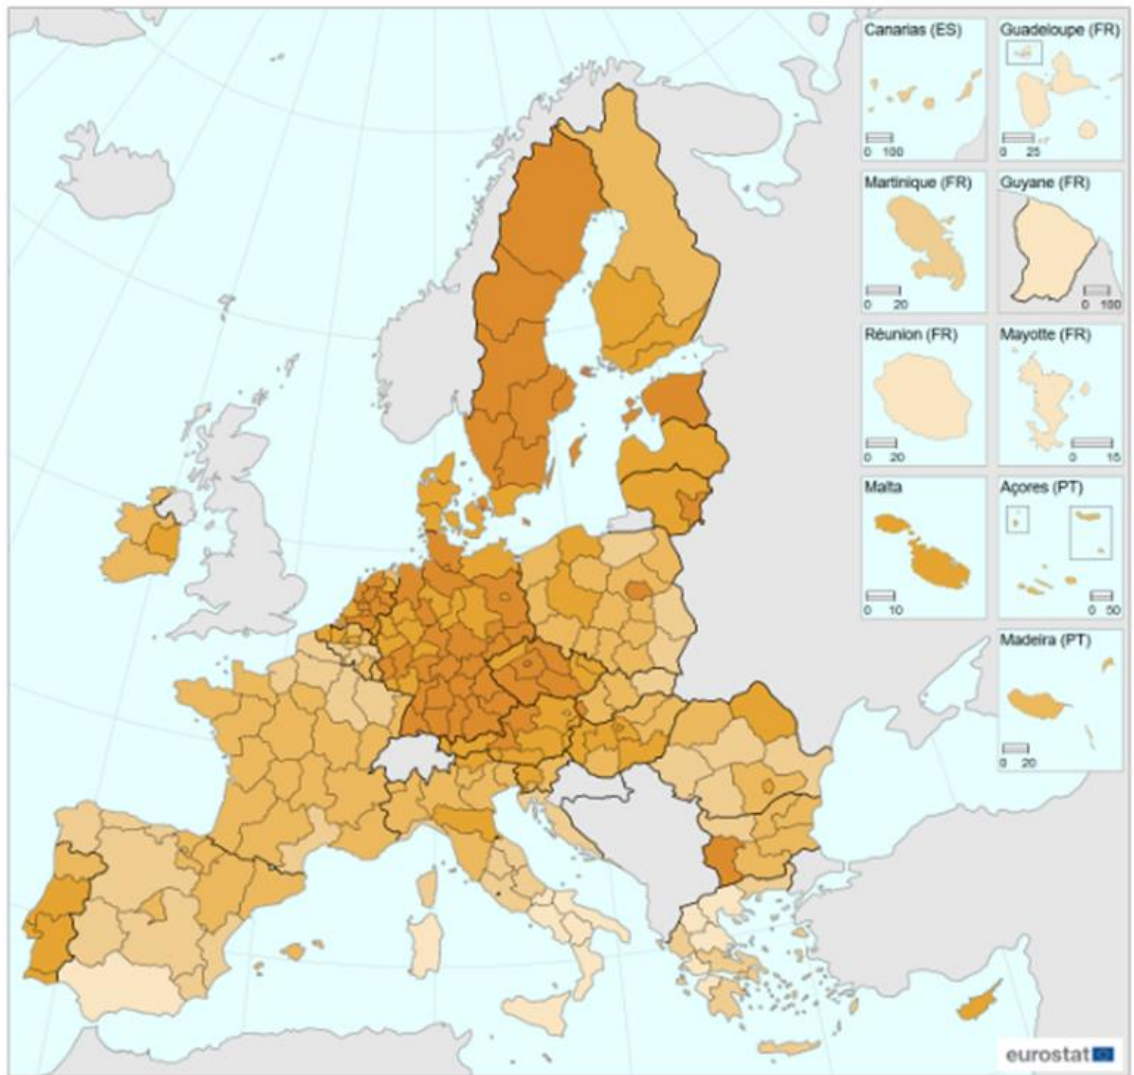 Canarias (ES)
0 100
Guadeloupe (FR)
0 25
Martinique (FR)
0 20
Guyane (FR)
0 100
Réunion (FR)
0 20
Mayotte (FR)
0 15
Malta
0 10
Açores (PT)
0 50
Madeira (PT)
0 20
eurostat